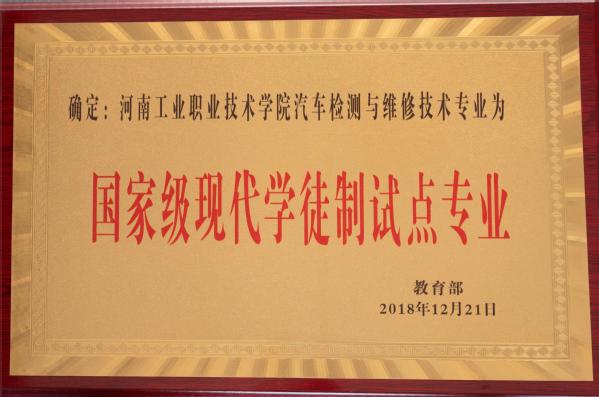 确定：河南工业职业技术学院汽车检测与维修技术专业为
国家级现代学徒制试点专业
教育部
2018年12月21日